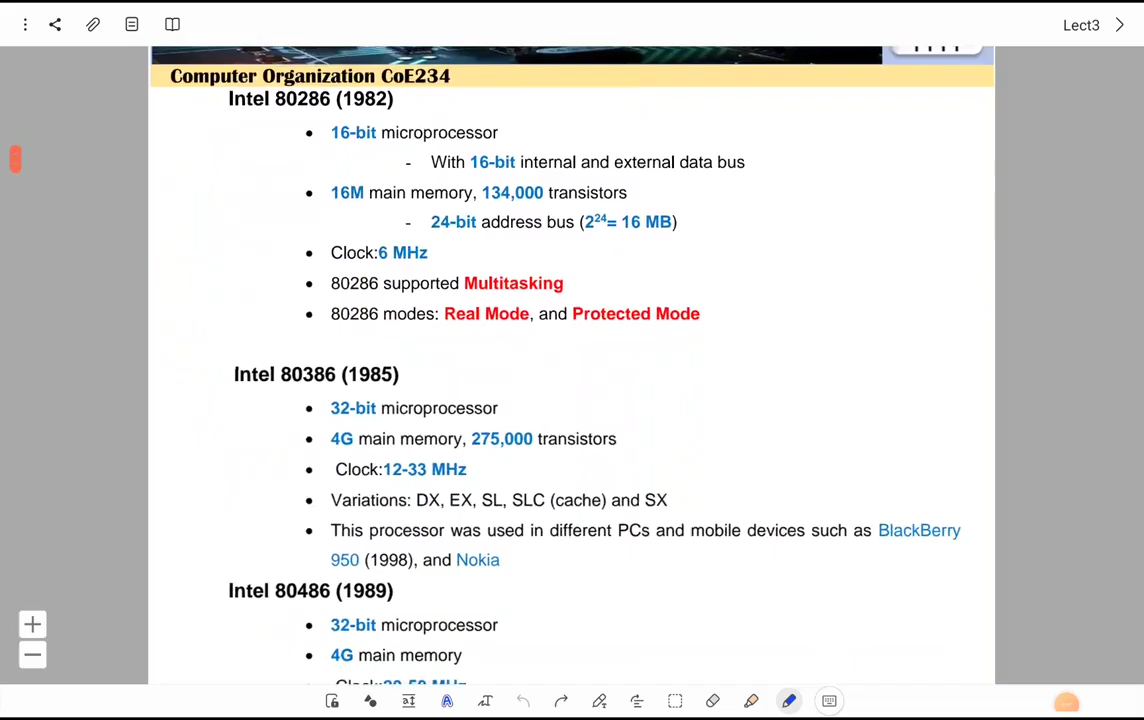 Lect3
Computer Organization CoE234
Intel 80286 (1982)
• 16-bit microprocessor
- With 16-bit internal and external data bus
• 16M main memory, 134,000 transistors
- 24-bit address bus (2²⁴= 16 MB)
• Clock:6 MHz
• 80286 supported Multitasking
• 80286 modes: Real Mode, and Protected Mode
Intel 80386 (1985)
• 32-bit microprocessor
• 4G main memory, 275,000 transistors
• Clock:12-33 MHz
• Variations: DX, EX, SL, SLC (cache) and SX
• This processor was used in different PCs and mobile devices such as BlackBerry
950 (1998), and Nokia
Intel 80486 (1989)
• 32-bit microprocessor
• 4G main memory